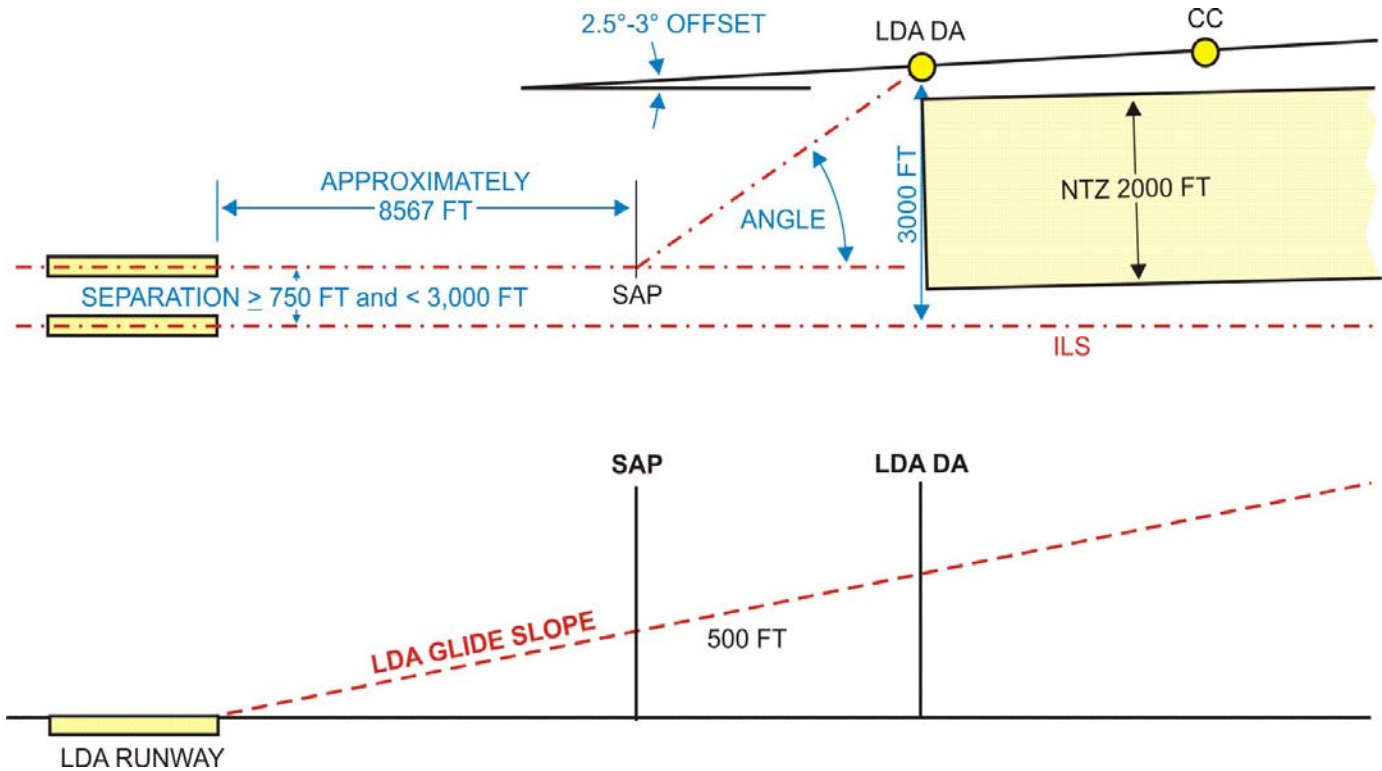 2.5°-3° OFFSET
LDA DA
CC
APPROXIMATELY
8567 FT
ANGLE
3000 FT
NTZ 2000 FT
SEPARATION ≥ 750 FT and < 3,000 FT
SAP
ILS
SAP
LDA DA
LDA GLIDE SLOPE
500 FT
LDA RUNWAY